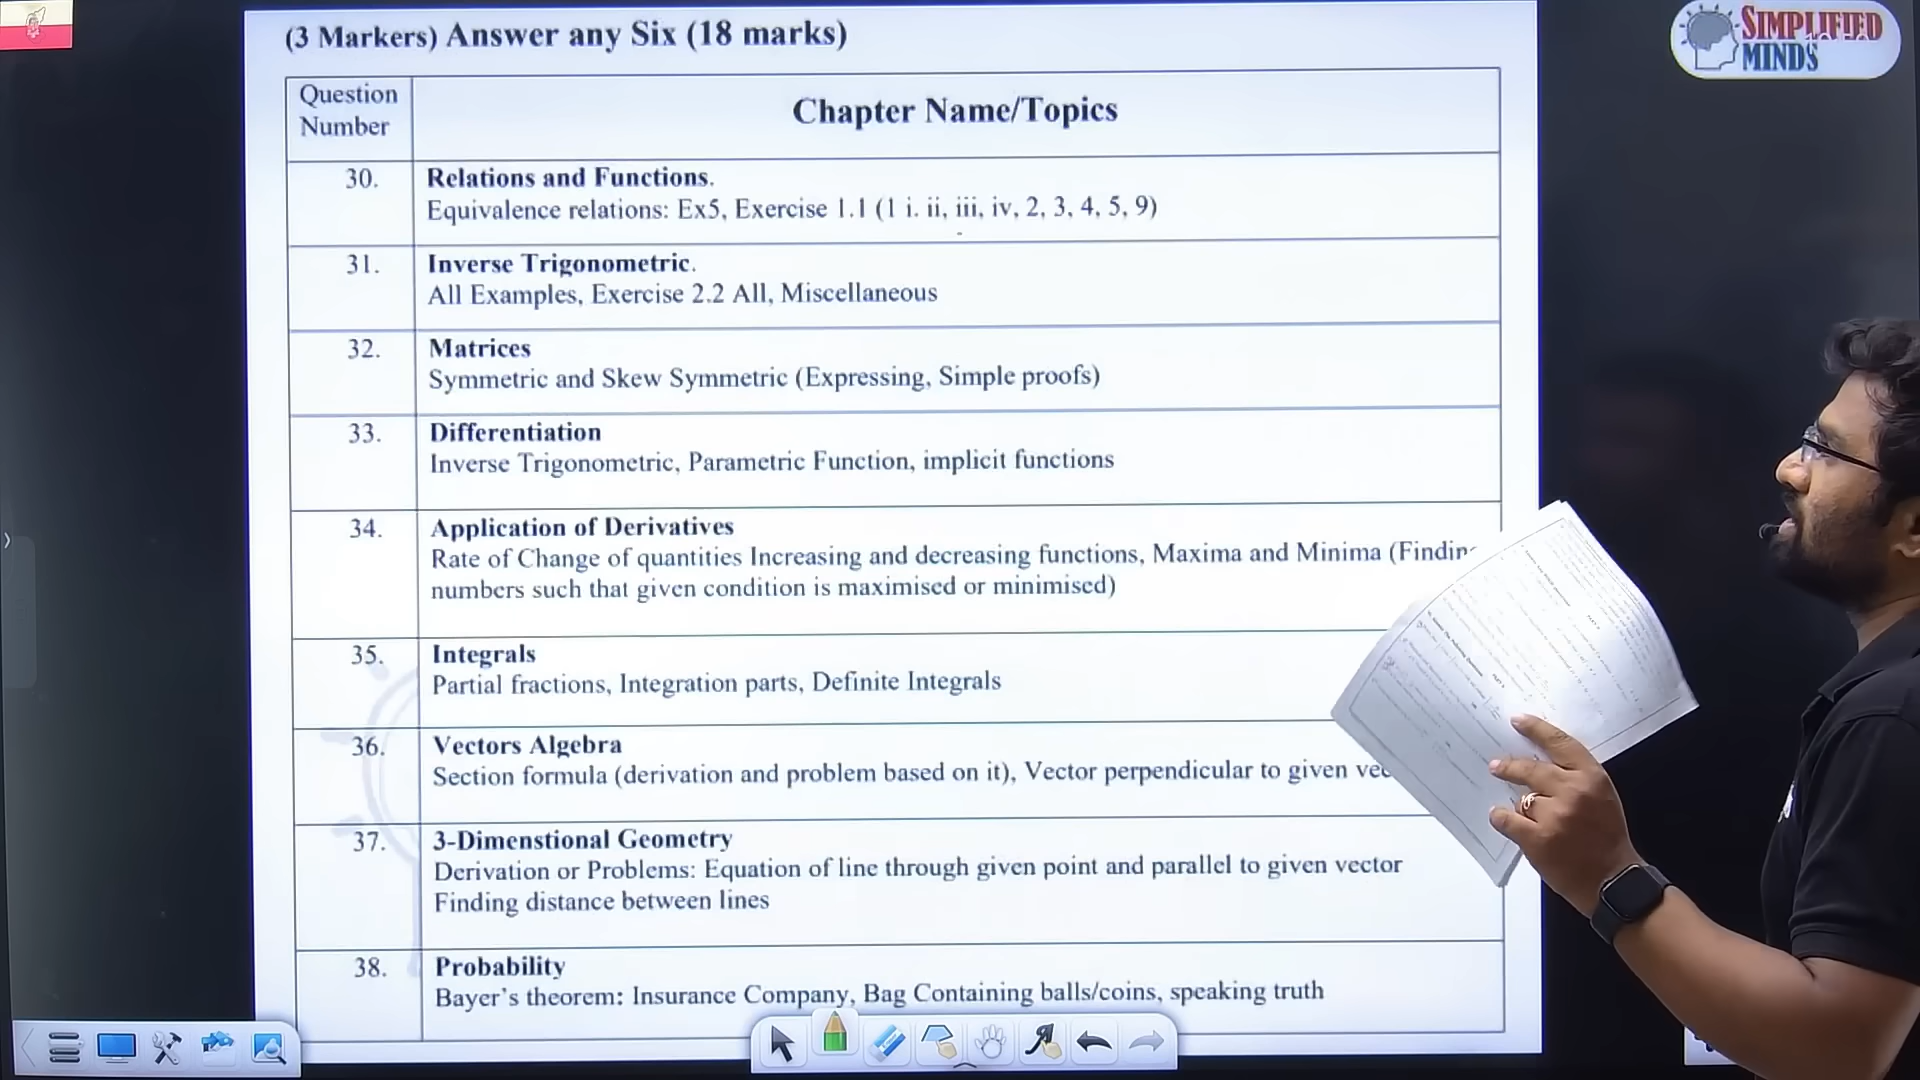 SIMPLIFIED
MINDS
(3 Markers) Answer any Six (18 marks)
Question
Number
Chapter Name/Topics
30.
Relations and Functions.
Equivalence relations: Ex5, Exercise 1.1 (1 i. ii, iii, iv, 2, 3, 4, 5, 9)
31.
Inverse Trigonometric.
All Examples, Exercise 2.2 All, Miscellaneous
32.
Matrices
Symmetric and Skew Symmetric (Expressing, Simple proofs)
33.
Differentiation
Inverse Trigonometric, Parametric Function, implicit functions
34.
Application of Derivatives
Rate of Change of quantities Increasing and decreasing functions, Maxima and Minima
numbers such that given condition is maximised or minimised)
35.
Integrals
Partial fractions, Integration parts, Definite Integrals
36.
Vectors Algebra
Section formula (derivation and problem based on it), Vector perpendicular to given
37.
3-Dimenstional Geometry
Derivation or Problems: Equation of line through given point and parallel to given vector
Finding distance between lines
38.
Probability
Bayer's theorem: Insurance Company, Bag Containing balls/coins, speaking truth